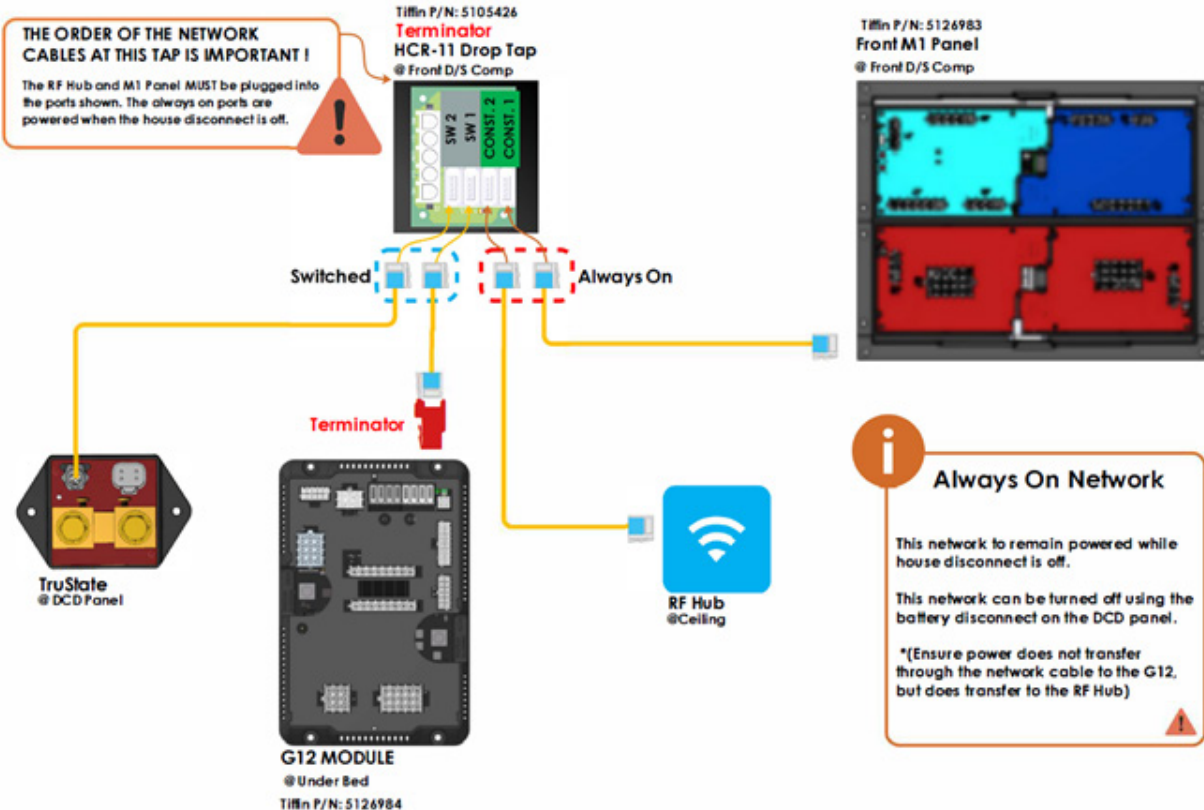 THE ORDER OF THE NETWORK
CABLES AT THIS TAP IS IMPORTANT !
The RF Hub and M1 Panel MUST be plugged into
the ports shown. The always on ports are
powered when the house disconnect is off.
Tiffin P/N: 5105426
Terminator
HCR-11 Drop Tap
@ Front D/S Comp
SW 2
SW 1
CONST. 2
CONST. 1
Tiffin P/N: 5126983
Front M1 Panel
@ Front D/S Comp
Switched
Always On
Terminator
TruState
@ DCD Panel
G12 MODULE
@ Under Bed
Tiffin P/N: 5126984
RF Hub
@Ceiling
i
Always On Network
This network to remain powered while
house disconnect is off.
This network can be turned off using the
battery disconnect on the DCD panel.
*(Ensure power does not transfer
through the network cable to the G12,
but does transfer to the RF Hub)